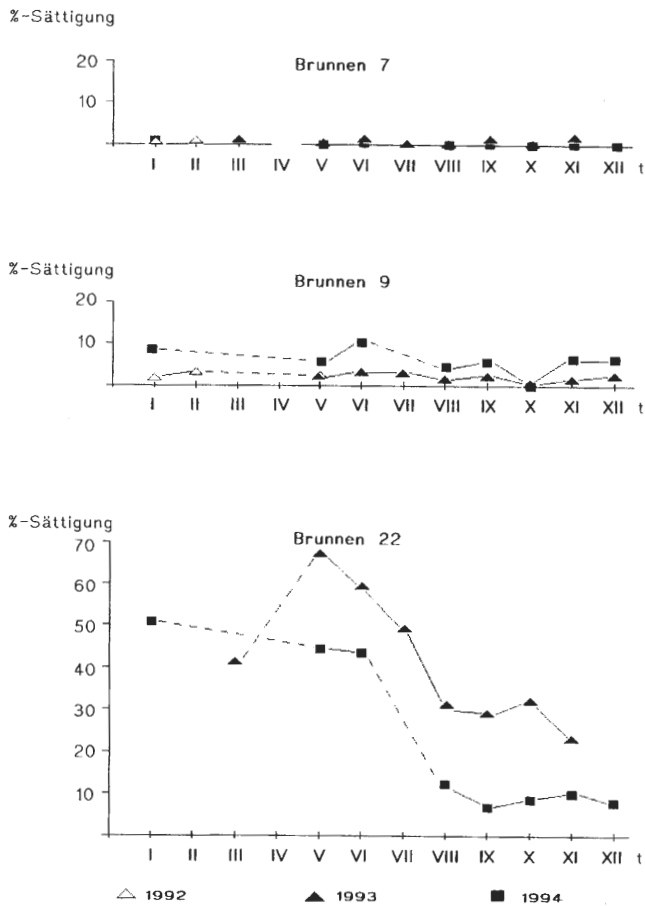 %-Sättigung
Brunnen 7
20
10
I II III IV V VI VII VIII IX X XI XII t
%-Sättigung
Brunnen 9
20
10
I II III IV V VI VII VIII IX X XI XII t
%-Sättigung
Brunnen 22
70
60
50
40
30
20
10
I II III IV V VI VII VIII IX X XI XII t
1992 1993 1994